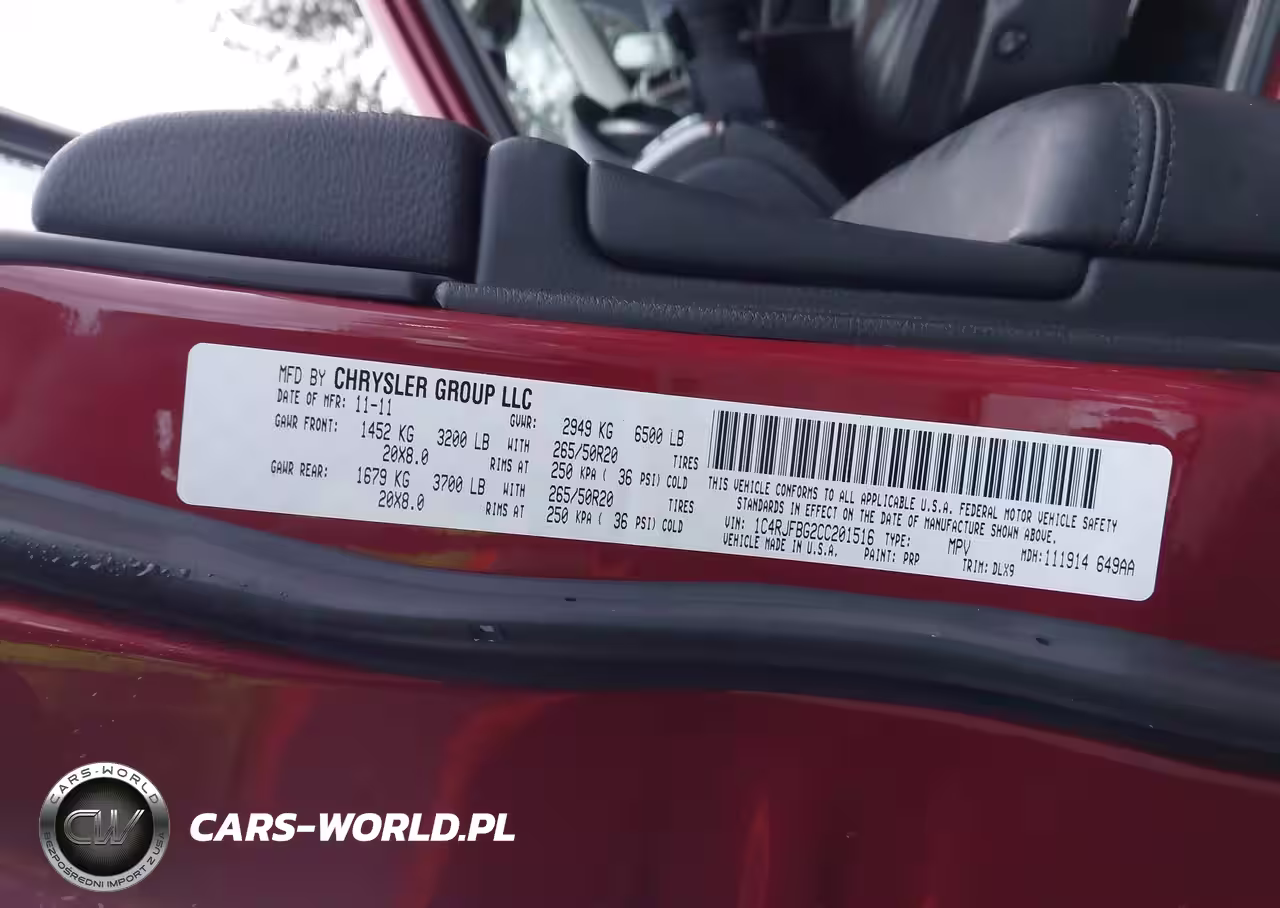 MFD BY CHRYSLER GROUP LLC
DATE OF MFR: 11-11 GVWR: 2949 KG 6500 LB
GAWR FRONT: 1452 KG 3200 LB WITH 265/50R20 TIRES
20X8.0 RIMS AT 250 KPA ( 36 PSI) COLD
GAWR REAR: 1679 KG 3700 LB WITH 265/50R20 TIRES
20X8.0 RIMS AT 250 KPA ( 36 PSI) COLD
THIS VEHICLE CONFORMS TO ALL APPLICABLE U.S.A. FEDERAL MOTOR VEHICLE SAFETY
STANDARDS IN EFFECT ON THE DATE OF MANUFACTURE SHOWN ABOVE.
VIN: 1C4RJFBG2CC201516 TYPE: MPV MDH:111914 649AA
VEHICLE MADE IN U.S.A. PAINT: PRP TRIM: DLX9
CARS-WORLD
CW
BEZPOŚREDNI IMPORT Z USA
CARS-WORLD.PL